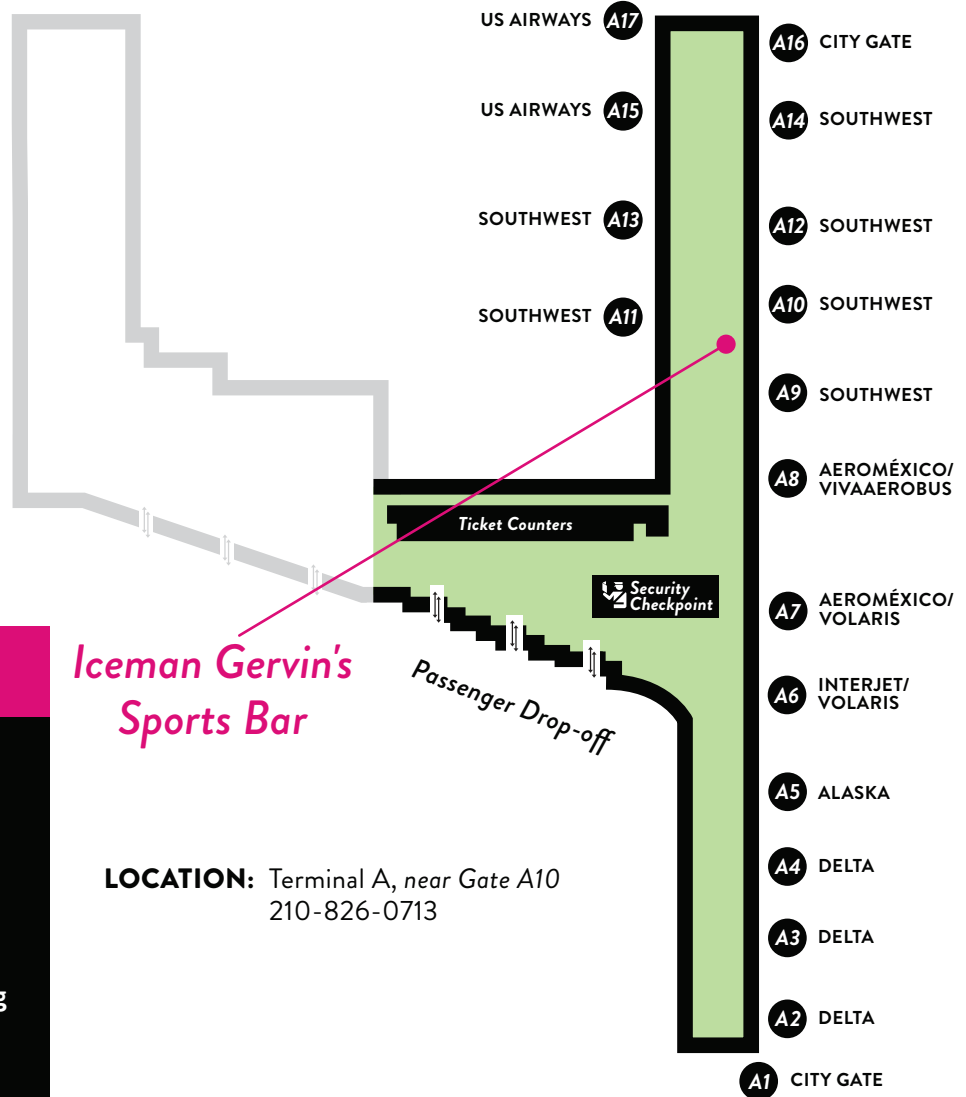 US AIRWAYS A17
A16 CITY GATE
US AIRWAYS A15
A14 SOUTHWEST
SOUTHWEST A13
A12 SOUTHWEST
A10 SOUTHWEST
SOUTHWEST A11
A9 SOUTHWEST
A8 AEROMÉXICO/
VIVAAEROBUS
Ticket Counters
Security
Checkpoint
A7 AEROMÉXICO/
VOLARIS
Iceman Gervin's
Sports Bar
Passenger Drop-off
A6 INTERJET/
VOLARIS
A5 ALASKA
A4 DELTA
LOCATION: Terminal A, near Gate A10
210-826-0713
A3 DELTA
g
A2 DELTA
A1 CITY GATE